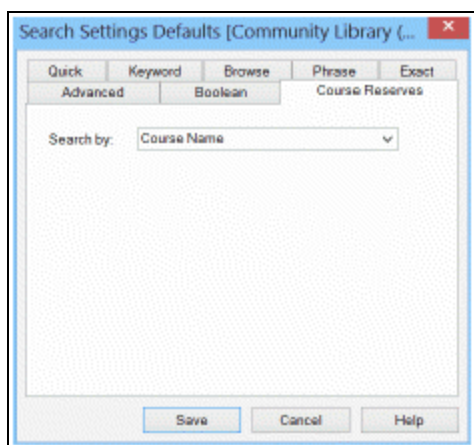 Search Settings Defaults [Community Library (...
Quick Keyword Browse Phrase Exact
Advanced Boolean Course Reserves
Search by: Course Name
Save Cancel Help